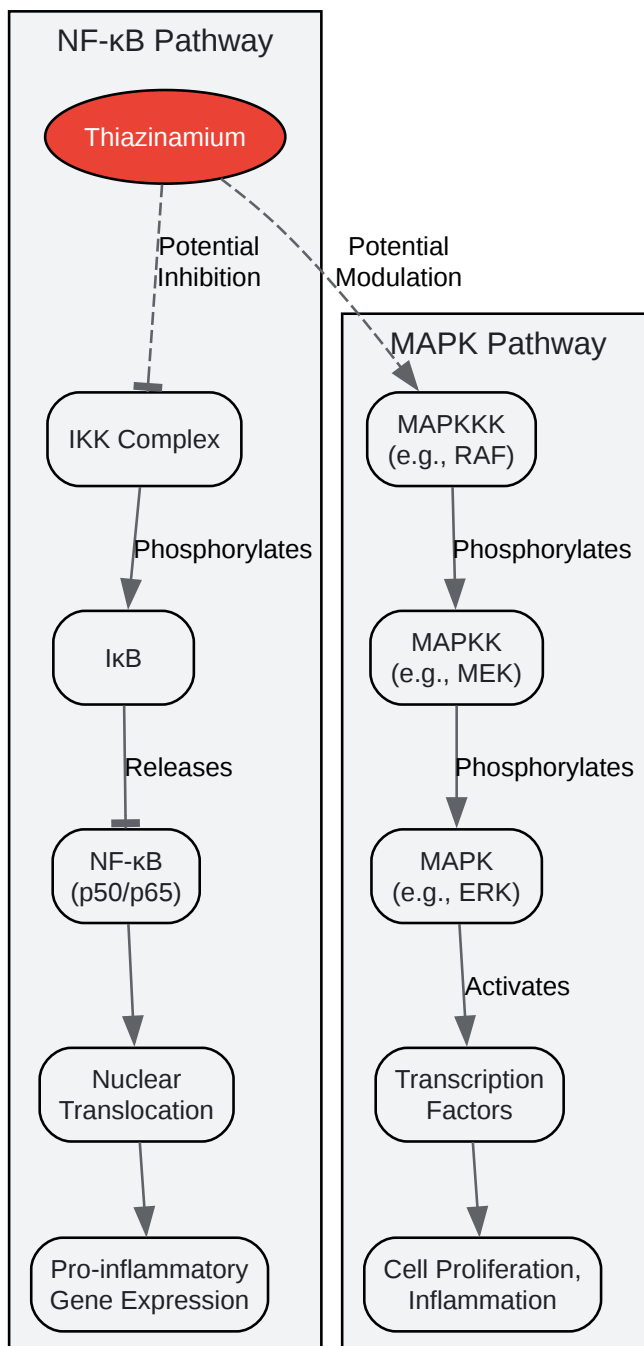 NF-κB Pathway
Thiazinamium
Potential
Inhibition
Potential
Modulation
MAPK Pathway
IKK Complex
MAPKKK
(e.g., RAF)
Phosphorylates
Phosphorylates
IκB
MAPKK
(e.g., MEK)
Releases
Phosphorylates
NF-κB
(p50/p65)
MAPK
(e.g., ERK)
Activates
Nuclear
Translocation
Transcription
Factors
Pro-inflammatory
Gene Expression
Cell Proliferation,
Inflammation